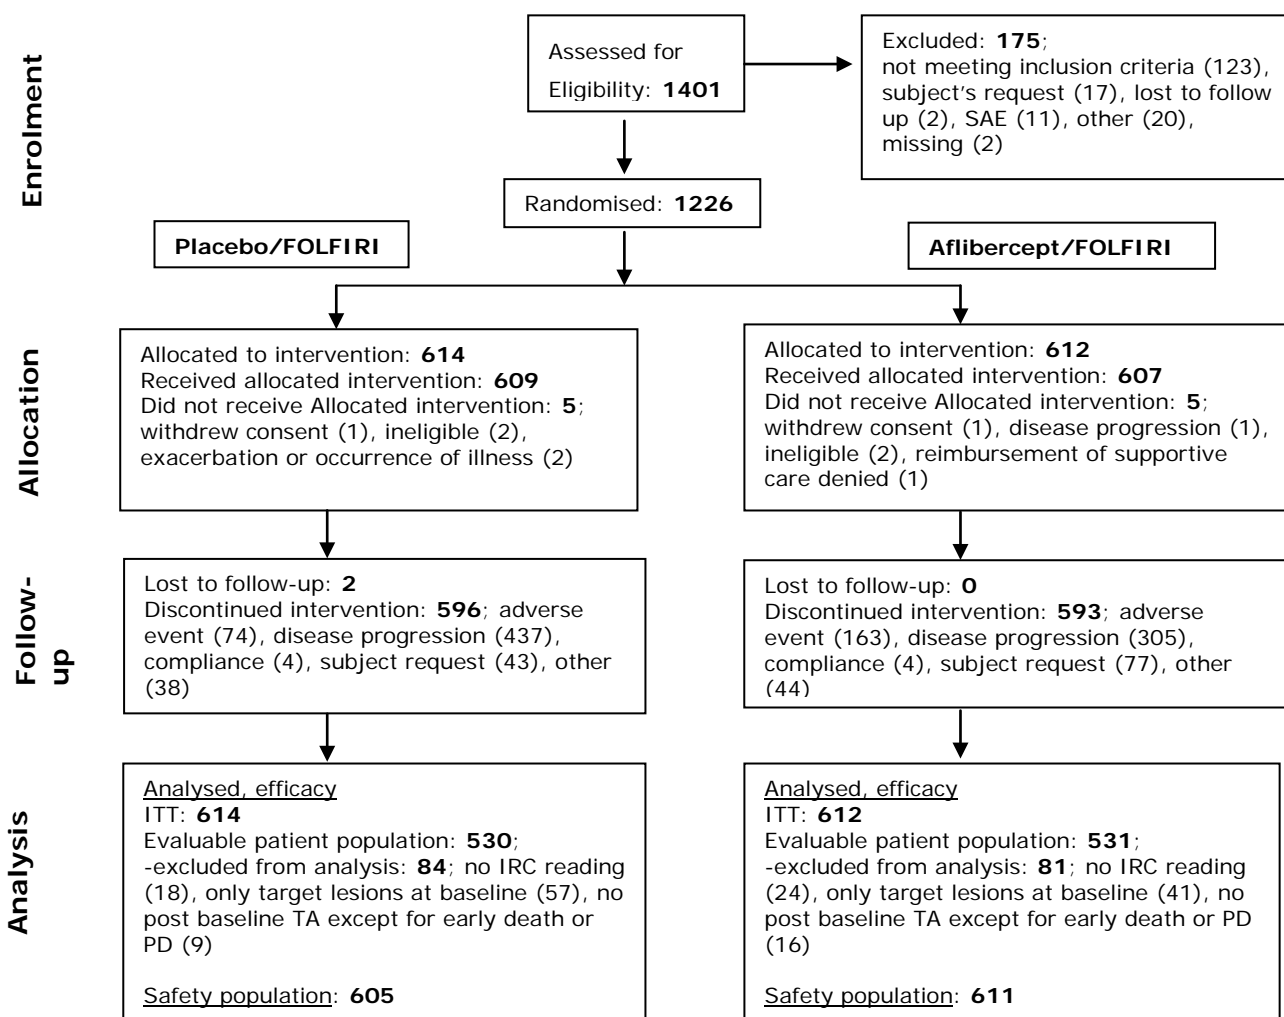 Enrolment
Assessed for
Eligibility: 1401
Excluded: 175;
not meeting inclusion criteria (123),
subject's request (17), lost to follow
up (2), SAE (11), other (20),
missing (2)
Randomised: 1226
Placebo/FOLFIRI
Aflibercept/FOLFIRI
Allocation
Allocated to intervention: 614
Received allocated intervention: 609
Did not receive Allocated intervention: 5;
withdrew consent (1), ineligible (2),
exacerbation or occurrence of illness (2)
Allocated to intervention: 612
Received allocated intervention: 607
Did not receive Allocated intervention: 5;
withdrew consent (1), disease progression (1),
ineligible (2), reimbursement of supportive
care denied (1)
Follow-
up
Lost to follow-up: 2
Discontinued intervention: 596; adverse
event (74), disease progression (437),
compliance (4), subject request (43), other
(38)
Lost to follow-up: 0
Discontinued intervention: 593; adverse
event (163), disease progression (305),
compliance (4), subject request (77), other
(44)
Analysis
Analysed, efficacy
ITT: 614
Evaluable patient population: 530;
-excluded from analysis: 84; no IRC reading
(18), only target lesions at baseline (57), no
post baseline TA except for early death or
PD (9)
Safety population: 605
Analysed, efficacy
ITT: 612
Evaluable patient population: 531;
-excluded from analysis: 81; no IRC reading
(24), only target lesions at baseline (41), no
post baseline TA except for early death or PD
(16)
Safety population: 611